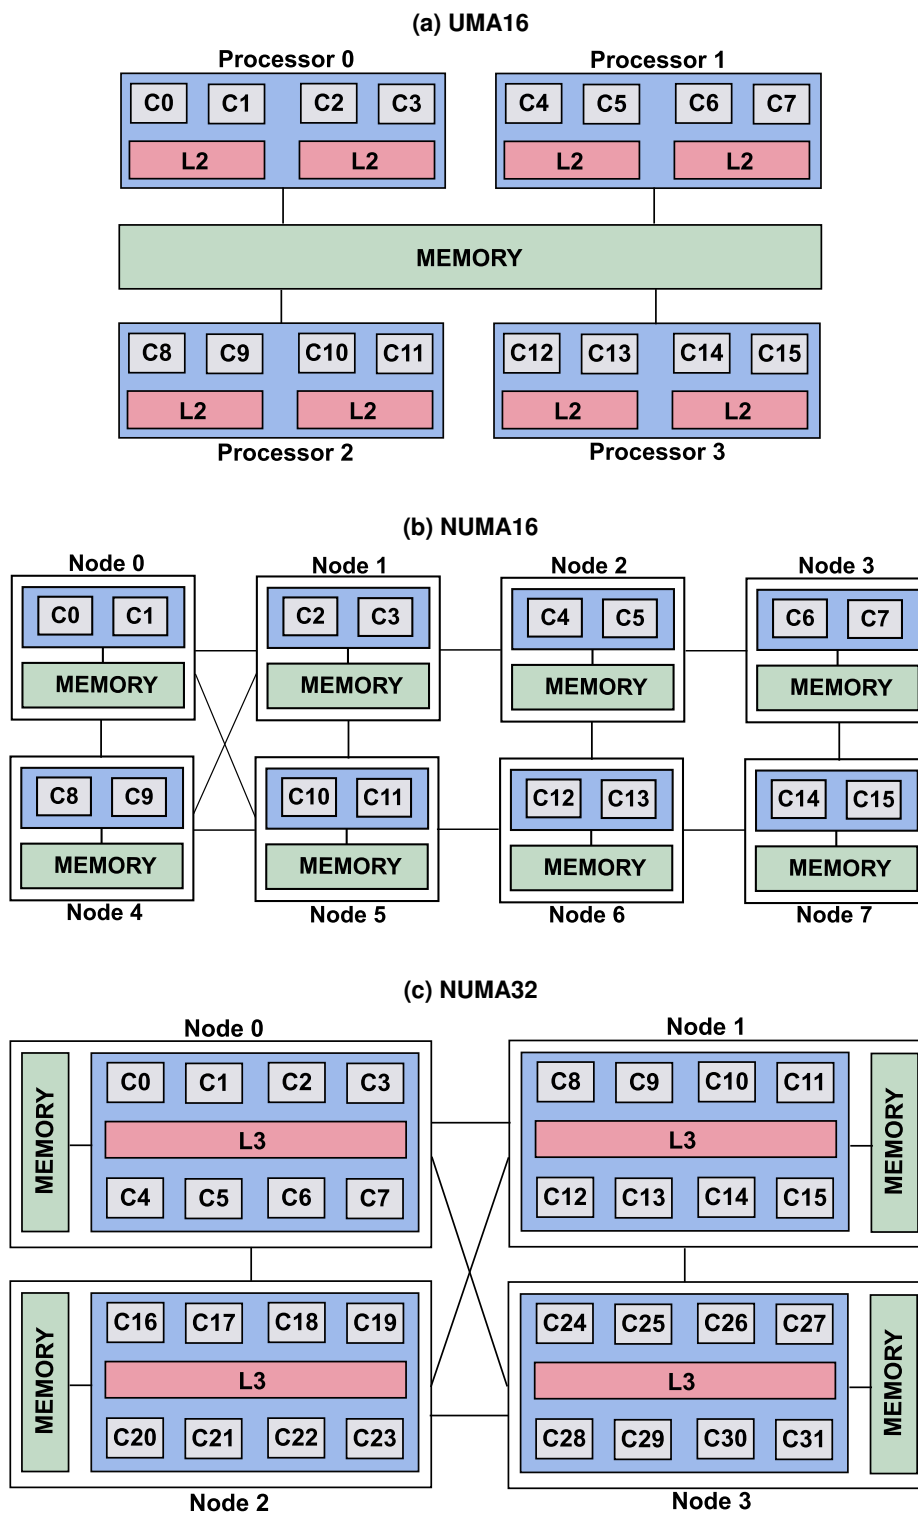 (a) UMA16
Processor 0 Processor 1
C0 C1 C2 C3 C4 C5 C6 C7
L2 L2 L2 L2
MEMORY
C8 C9 C10 C11 C12 C13 C14 C15
L2 L2 L2 L2
Processor 2 Processor 3
(b) NUMA16
Node 0 Node 1 Node 2 Node 3
C0 C1 C2 C3 C4 C5 C6 C7
MEMORY MEMORY MEMORY MEMORY
C8 C9 C10 C11 C12 C13 C14 C15
MEMORY MEMORY MEMORY MEMORY
Node 4 Node 5 Node 6 Node 7
(c) NUMA32
Node 0 Node 1
MEMORY C0 C1 C2 C3 C8 C9 C10 C11 MEMORY
L3 L3
C4 C5 C6 C7 C12 C13 C14 C15
MEMORY C16 C17 C18 C19 C24 C25 C26 C27 MEMORY
L3 L3
C20 C21 C22 C23 C28 C29 C30 C31
Node 2 Node 3